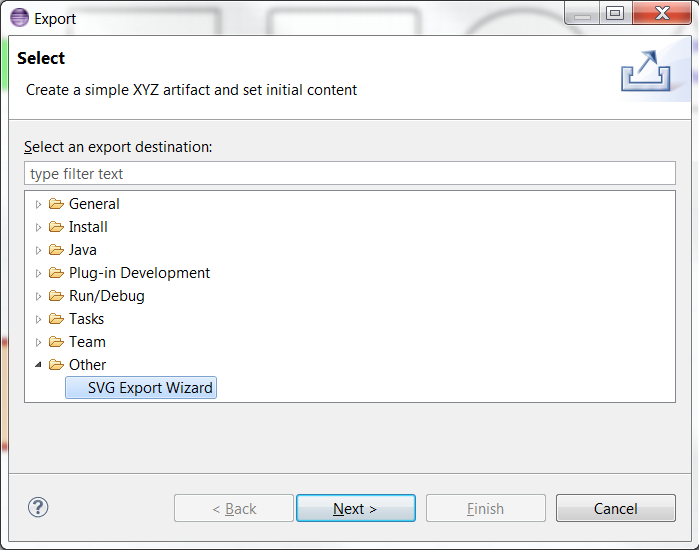 Export
Select
Create a simple XYZ artifact and set initial content
Select an export destination:
type filter text
General
Install
Java
Plug-in Development
Run/Debug
Tasks
Team
Other
SVG Export Wizard
?
< Back
Next >
Finish
Cancel